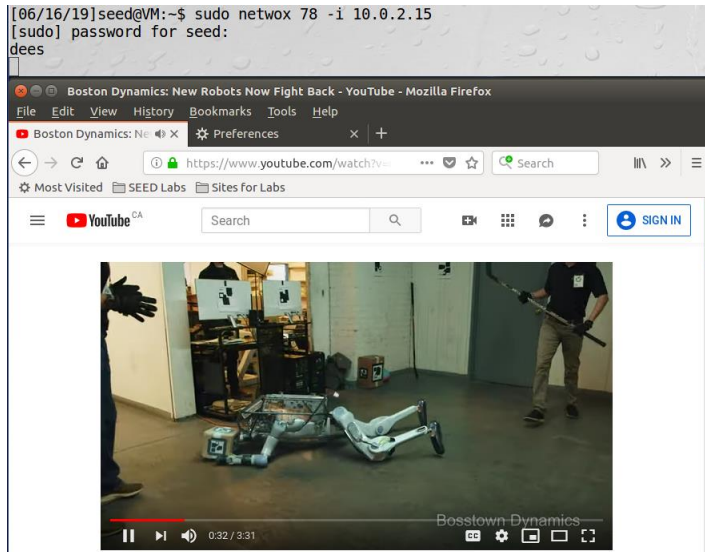 [06/16/19]seed@VM:~$ sudo netwox 78 -i 10.0.2.15
[sudo] password for seed:
dees
Boston Dynamics: New Robots Now Fight Back - YouTube - Mozilla Firefox
File Edit View History Bookmarks Tools Help
Boston Dynamics: Ne Preferences
https://www.youtube.com/watch?v= Search
Most Visited SEED Labs Sites for Labs
YouTube CA Search SIGN IN
Bosstown Dynamics
0:32 / 3:31 CC